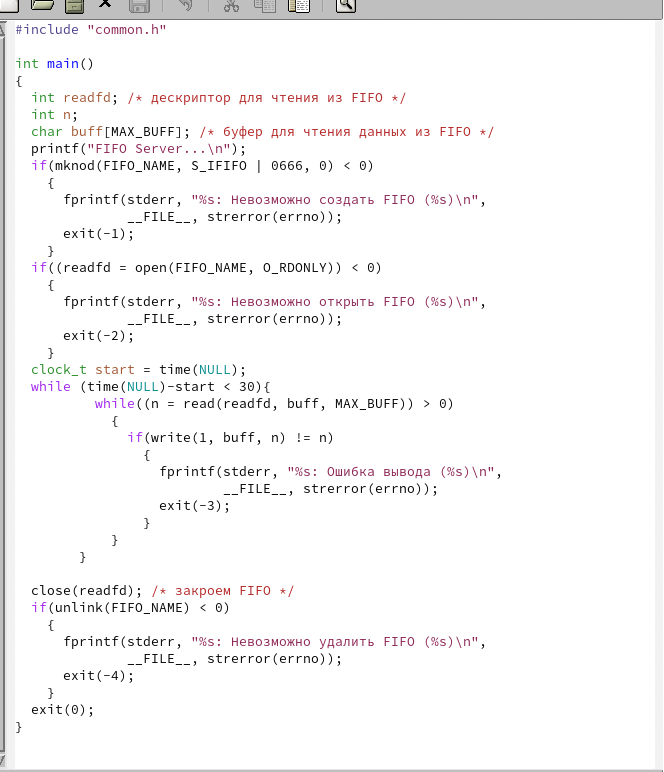 #include "common.h"
int main()
{
int readfd; /* дескриптор для чтения из FIFO */
int n;
char buff[MAX_BUFF]; /* буфер для чтения данных из FIFO */
printf("FIFO Server...\n");
if(mknod(FIFO_NAME, S_IFIFO | 0666, 0) < 0)
{
fprintf(stderr, "%s: Невозможно создать FIFO (%s)\n",
__FILE__, strerror(errno));
exit(-1);
}
if((readfd = open(FIFO_NAME, O_RDONLY)) < 0)
{
fprintf(stderr, "%s: Невозможно открыть FIFO (%s)\n",
__FILE__, strerror(errno));
exit(-2);
}
clock_t start = time(NULL);
while (time(NULL)-start < 30){
while((n = read(readfd, buff, MAX_BUFF)) > 0)
{
if(write(1, buff, n) != n)
{
fprintf(stderr, "%s: Ошибка вывода (%s)\n",
__FILE__, strerror(errno));
exit(-3);
}
}
}
close(readfd); /* закроем FIFO */
if(unlink(FIFO_NAME) < 0)
{
fprintf(stderr, "%s: Невозможно удалить FIFO (%s)\n",
__FILE__, strerror(errno));
exit(-4);
}
exit(0);
}